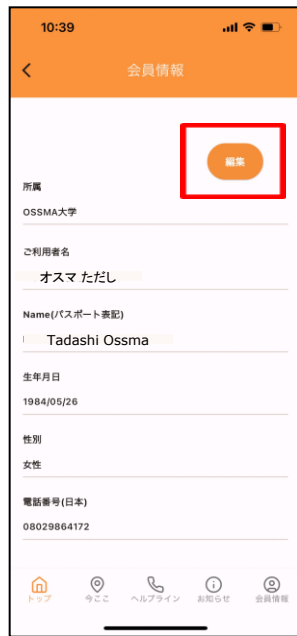 10:39
会員情報
編集
所属
OSSMA大学
ご利用者名
オスマ ただし
Name(パスポート表記)
Tadashi Ossma
生年月日
1984/05/26
性別
女性
電話番号(日本)
08029864172
トップ 今ここ ヘルプライン お知らせ 会員情報